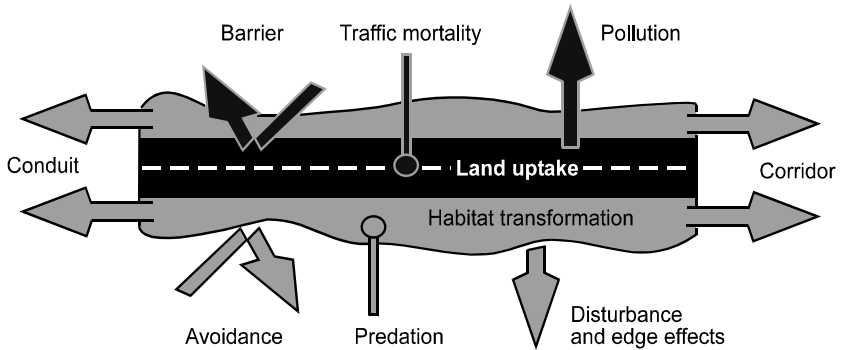 Barrier
Traffic mortality
Pollution
Conduit
Land uptake
Corridor
Habitat transformation
Avoidance
Predation
Disturbance
and edge effects